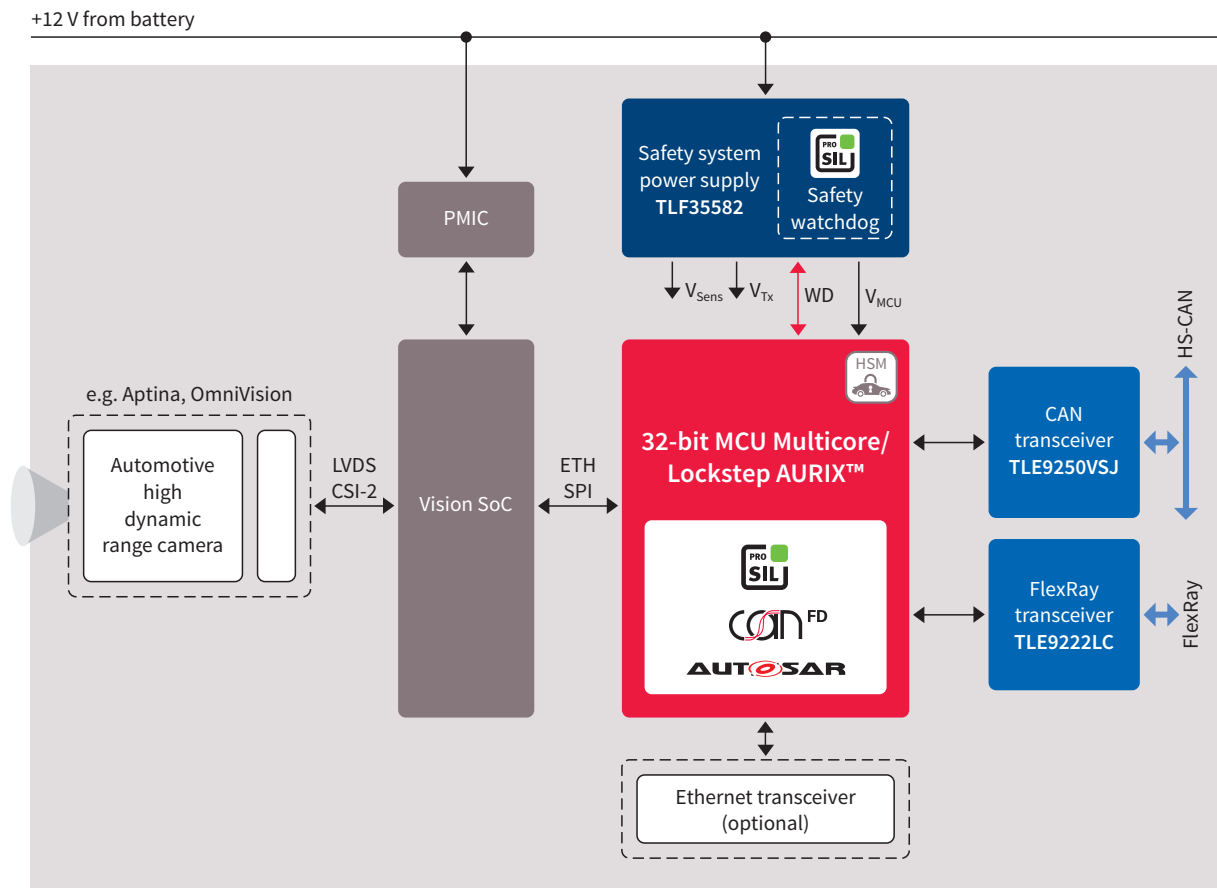 +12 V from battery
Safety system
power supply
TLF35582
PRO
SIL
Safety
watchdog
PMIC
VSens
VTx
WD
VMCU
HSM
HS-CAN
e.g. Aptina, OmniVision
Automotive
high
dynamic
range camera
LVDS
CSI-2
Vision SoC
ETH
SPI
32-bit MCU Multicore/
Lockstep AURIX™
PRO
SIL
CAN FD
AUTOSAR
CAN
transceiver
TLE9250VSJ
FlexRay
transceiver
TLE9222LC
FlexRay
Ethernet transceiver
(optional)